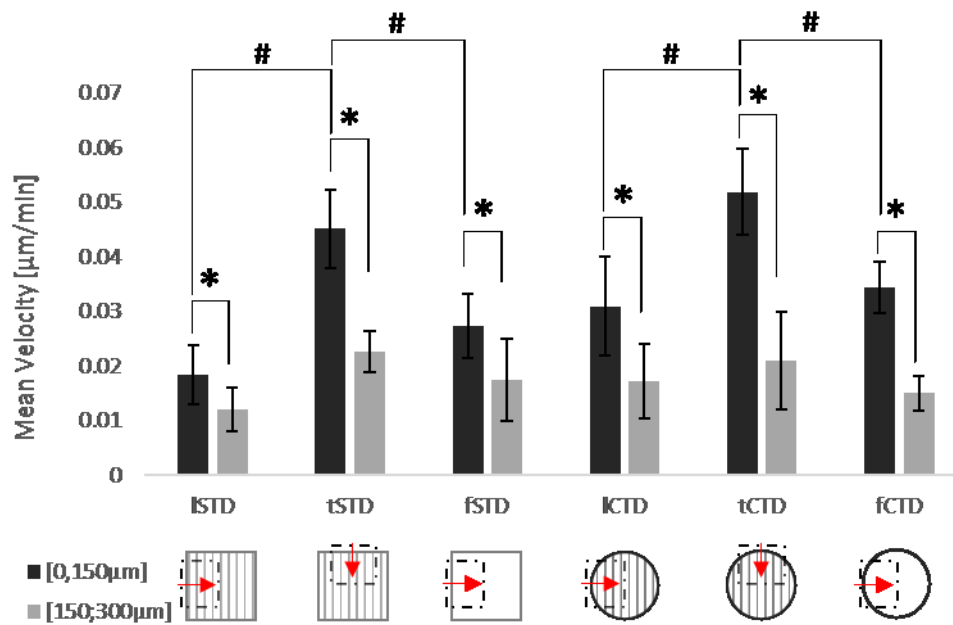 # # # #
0.07
0.06
0.05
0.04
0.03
0.02
0.01
0
Mean Velocity [µm/min]
* * * * * *
lSTD tSTD fSTD lCTD tCTD fCTD
[0,150µm]
[150;300µm]